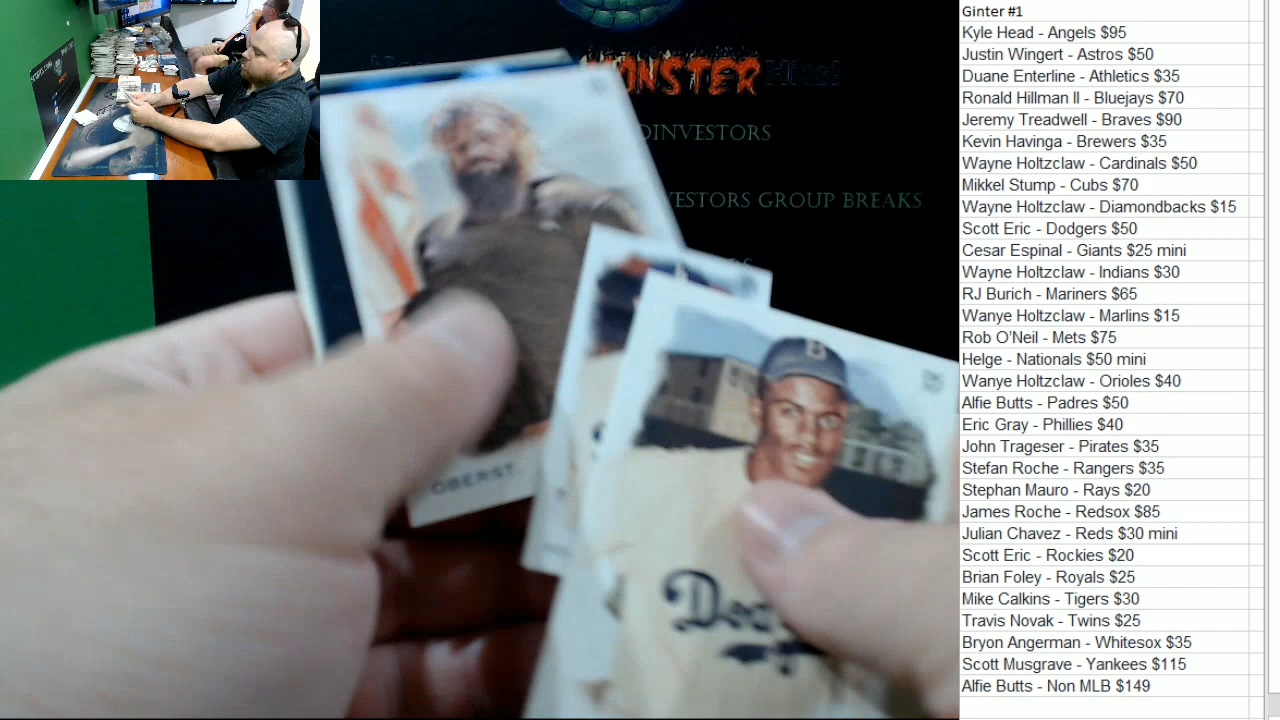 MONSTER
OINVESTORS
VESTORS GROUP BREAKS
OBERST
B
Do
Ginter #1
Kyle Head - Angels $95
Justin Wingert - Astros $50
Duane Enterline - Athletics $35
Ronald Hillman II - Bluejays $70
Jeremy Treadwell - Braves $90
Kevin Havinga - Brewers $35
Wayne Holtzclaw - Cardinals $50
Mikkel Stump - Cubs $70
Wayne Holtzclaw - Diamondbacks $15
Scott Eric - Dodgers $50
Cesar Espinal - Giants $25 mini
Wayne Holtzclaw - Indians $30
RJ Burich - Mariners $65
Wanye Holtzclaw - Marlins $15
Rob O'Neil - Mets $75
Helge - Nationals $50 mini
Wanye Holtzclaw - Orioles $40
Alfie Butts - Padres $50
Eric Gray - Phillies $40
John Trageser - Pirates $35
Stefan Roche - Rangers $35
Stephan Mauro - Rays $20
James Roche - Redsox $85
Julian Chavez - Reds $30 mini
Scott Eric - Rockies $20
Brian Foley - Royals $25
Mike Calkins - Tigers $30
Travis Novak - Twins $25
Bryon Angerman - Whitesox $35
Scott Musgrave - Yankees $115
Alfie Butts - Non MLB $149